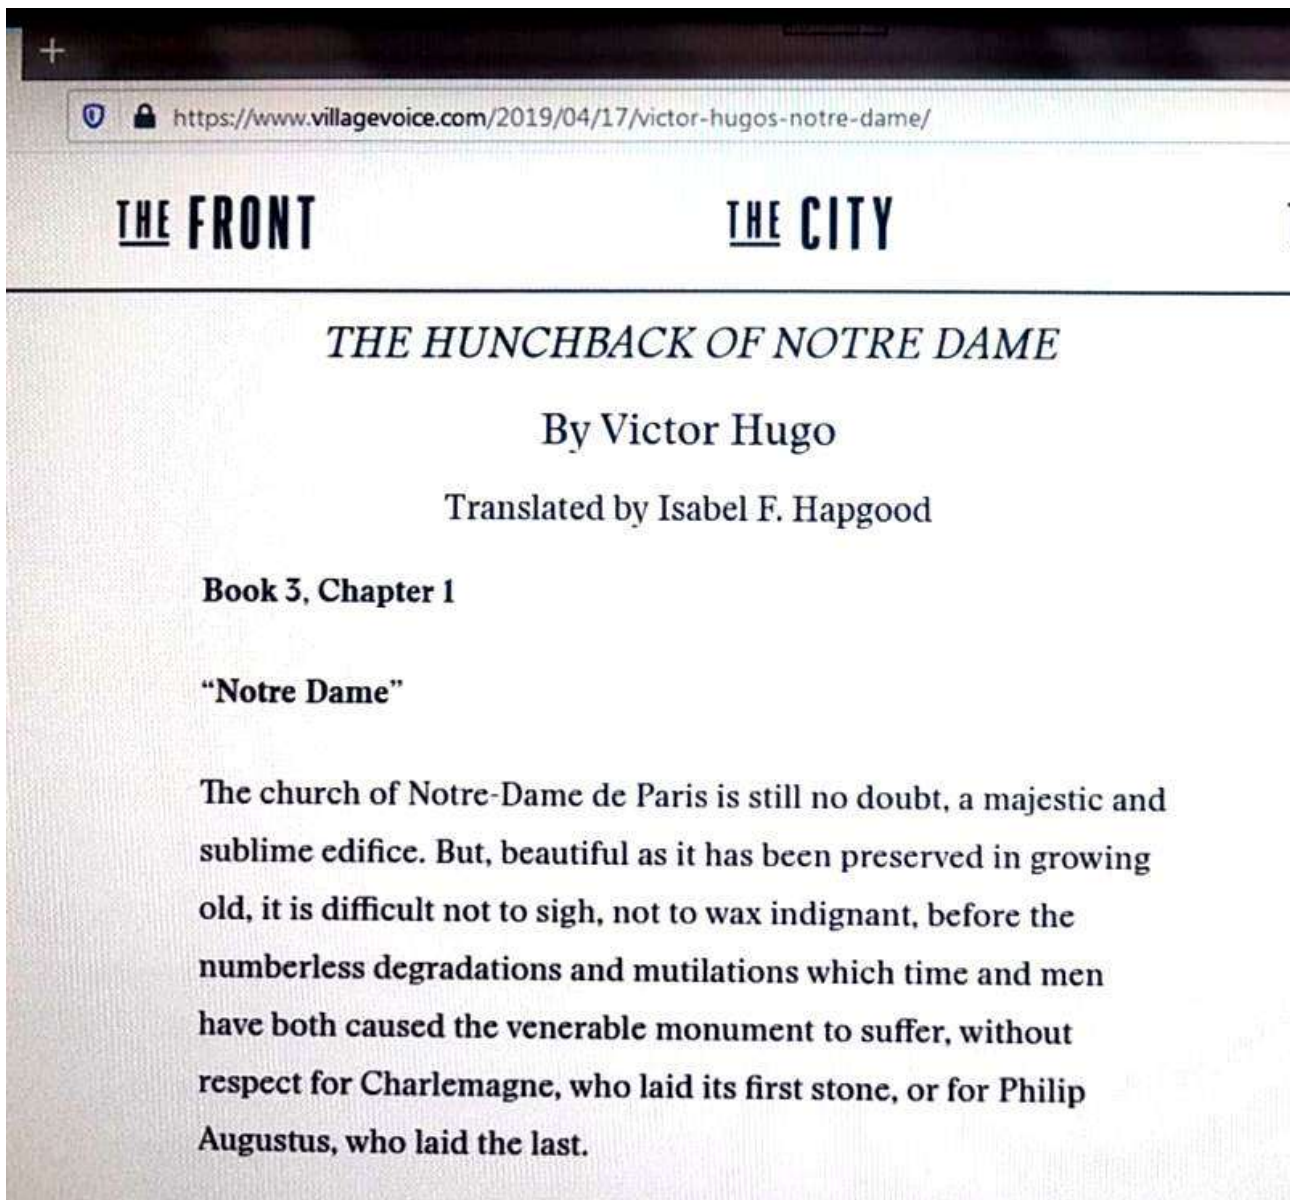 https://www.villagevoice.com/2019/04/17/victor-hugos-notre-dame/
THE FRONT THE CITY
THE HUNCHBACK OF NOTRE DAME
By Victor Hugo
Translated by Isabel F. Hapgood
Book 3, Chapter 1
“Notre Dame”
The church of Notre-Dame de Paris is still no doubt, a majestic and
sublime edifice. But, beautiful as it has been preserved in growing
old, it is difficult not to sigh, not to wax indignant, before the
numberless degradations and mutilations which time and men
have both caused the venerable monument to suffer, without
respect for Charlemagne, who laid its first stone, or for Philip
Augustus, who laid the last.